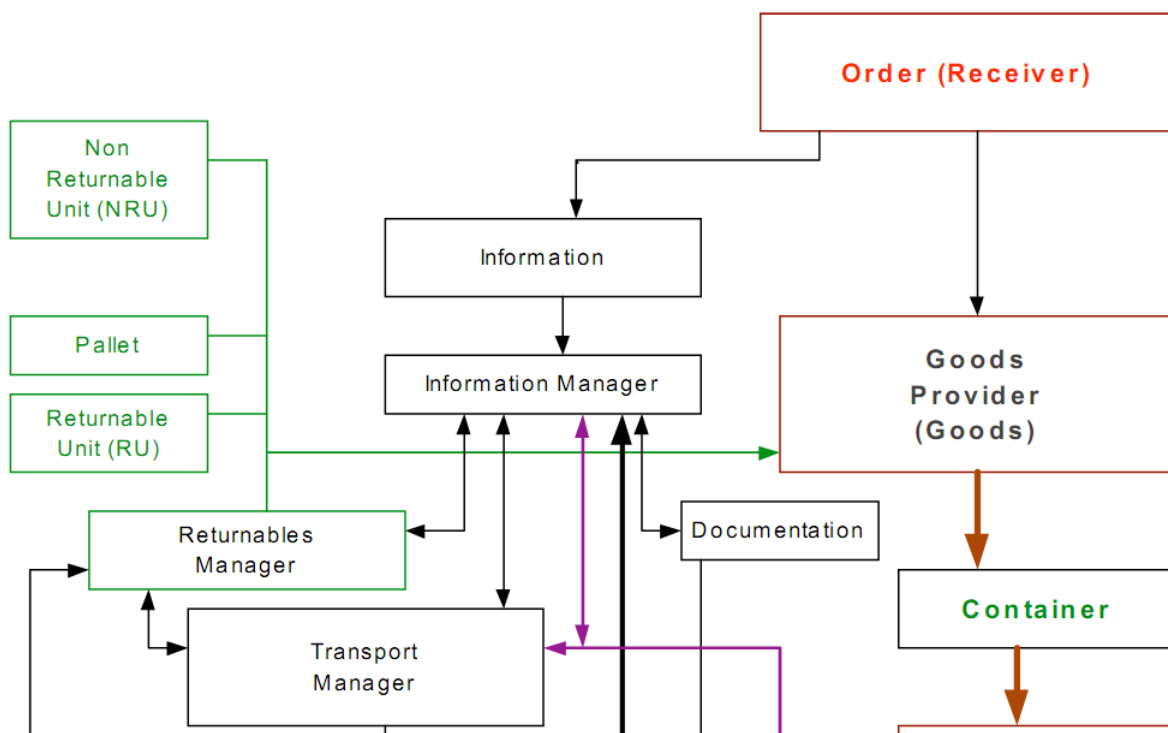 Order (Receiver)
Non
Returnable
Unit (NRU)
Information
Pallet
Information Manager
Goods
Provider
(Goods)
Returnable
Unit (RU)
Returnables
Manager
Documentation
Container
Transport
Manager